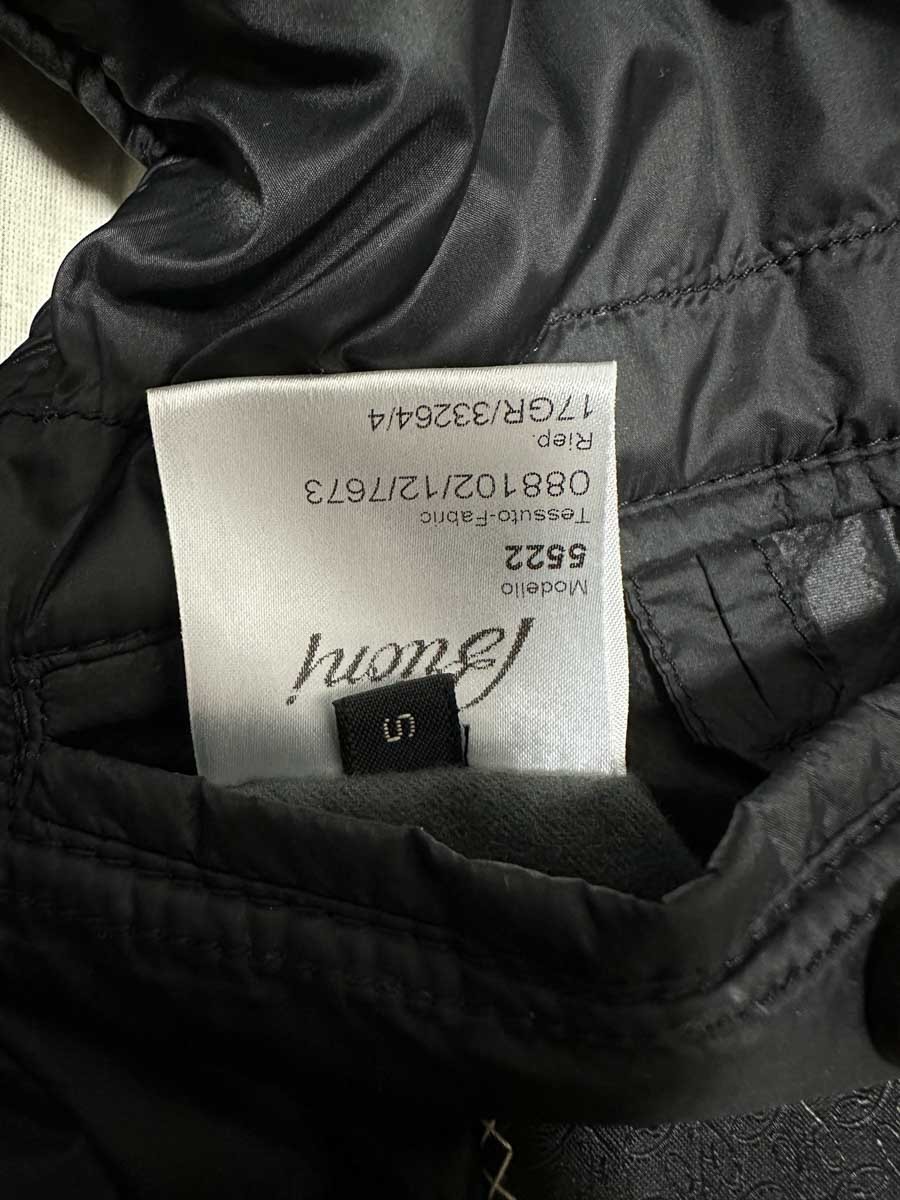 S
Brioni
Modello
5522
Tessuto-Fabric
088102/12/7673
Riep.
17GR/33264/4